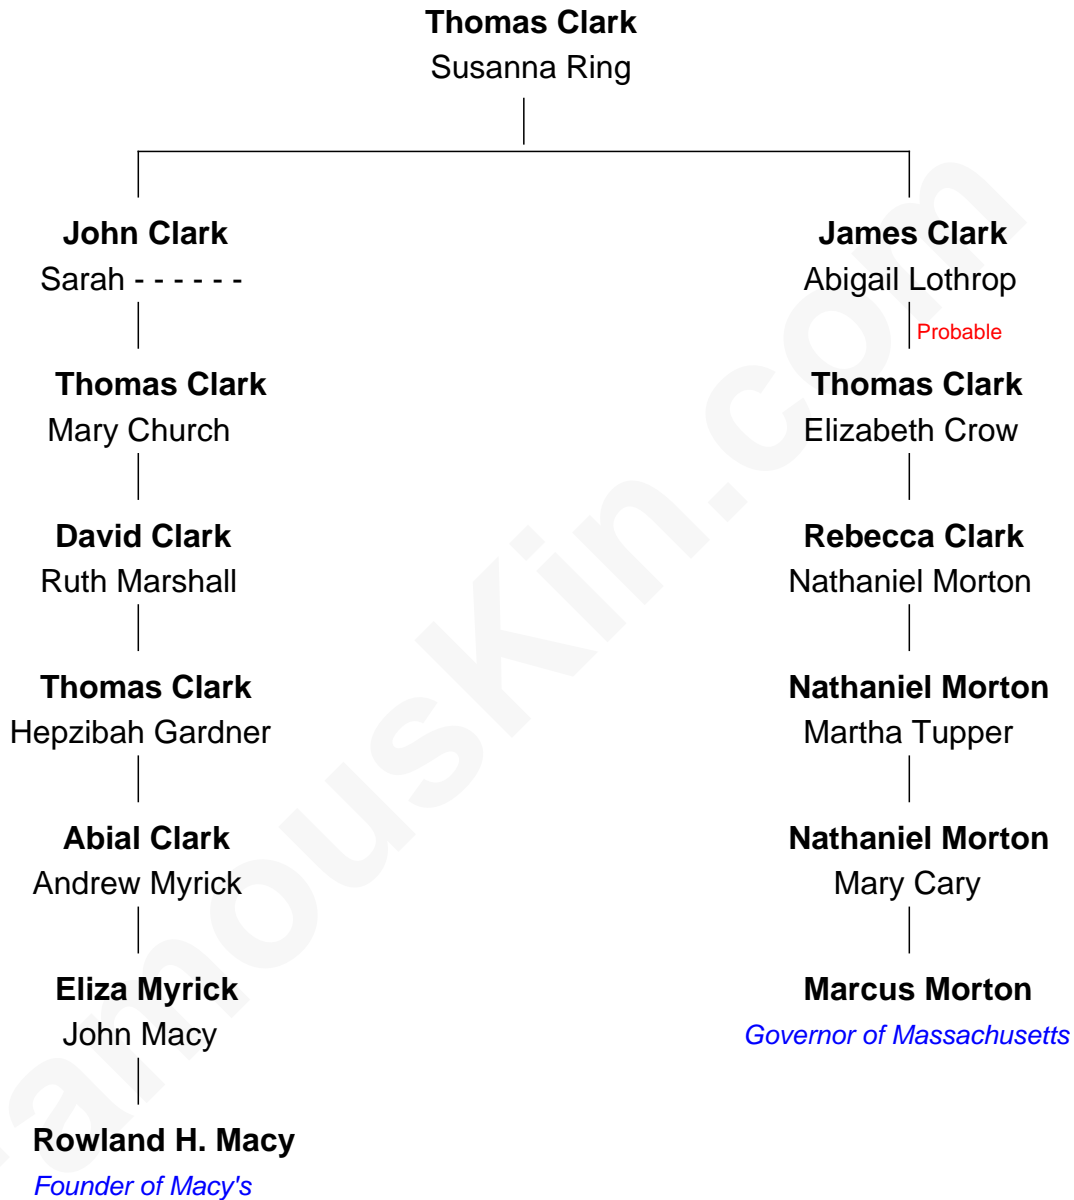 Thomas Clark
Susanna Ring
John Clark
Sarah - - - - - -
James Clark
Abigail Lothrop
Probable
Thomas Clark
Mary Church
Thomas Clark
Elizabeth Crow
David Clark
Ruth Marshall
Rebecca Clark
Nathaniel Morton
Thomas Clark
Hepzibah Gardner
Nathaniel Morton
Martha Tupper
Abial Clark
Andrew Myrick
Nathaniel Morton
Mary Cary
Eliza Myrick
John Macy
Marcus Morton
Governor of Massachusetts
Rowland H. Macy
Founder of Macy's
famouskin.com